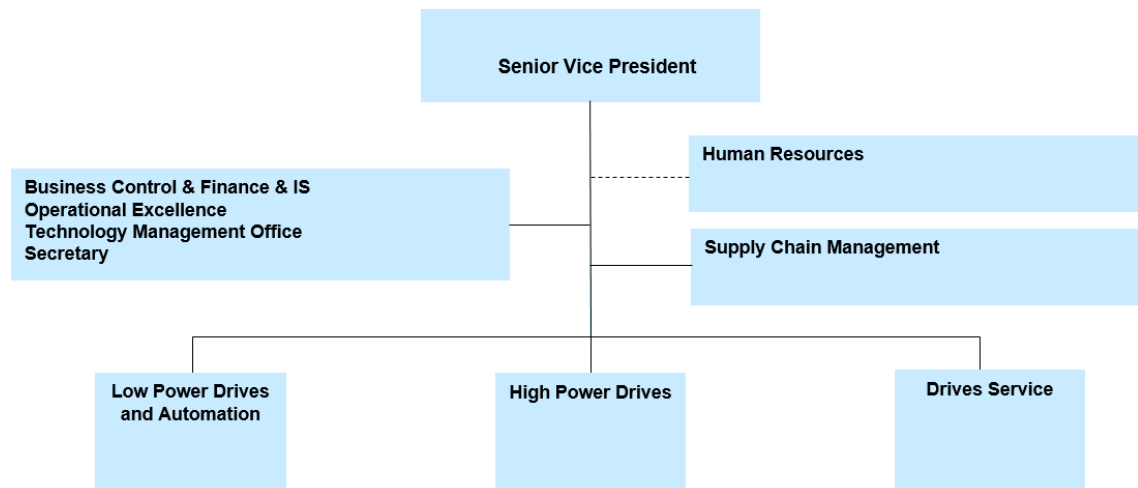 Senior Vice President
Human Resources
Business Control & Finance & IS
Operational Excellence
Technology Management Office
Secretary
Supply Chain Management
Low Power Drives
and Automation
High Power Drives
Drives Service